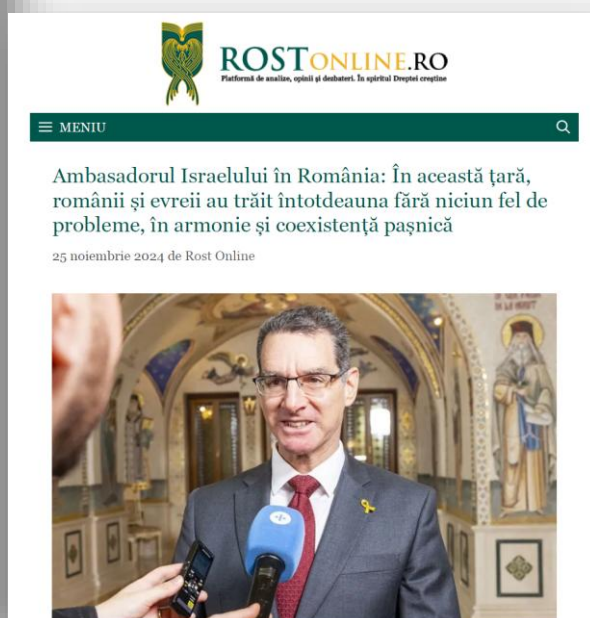 ROSTONLINE.RO
Platformă de analize, opinii și dezbateri. În spiritul Dreptei creștine
MENIU
Ambasadorul Israelului în România: În această țară,
românii și evreii au trăit întotdeauna fără niciun fel de
probleme, în armonie și coexistență pașnică
25 noiembrie 2024 de Rost Online